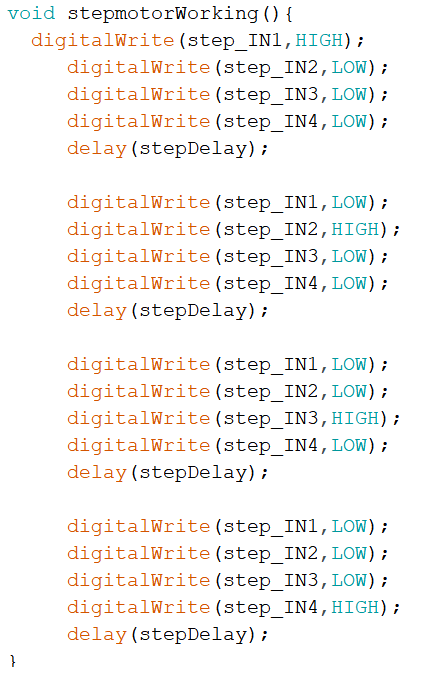 void stepmotorWorking(){
digitalWrite(step_IN1,HIGH);
digitalWrite(step_IN2,LOW);
digitalWrite(step_IN3,LOW);
digitalWrite(step_IN4,LOW);
delay(stepDelay);
digitalWrite(step_IN1,LOW);
digitalWrite(step_IN2,HIGH);
digitalWrite(step_IN3,LOW);
digitalWrite(step_IN4,LOW);
delay(stepDelay);
digitalWrite(step_IN1,LOW);
digitalWrite(step_IN2,LOW);
digitalWrite(step_IN3,HIGH);
digitalWrite(step_IN4,LOW);
delay(stepDelay);
digitalWrite(step_IN1,LOW);
digitalWrite(step_IN2,LOW);
digitalWrite(step_IN3,LOW);
digitalWrite(step_IN4,HIGH);
delay(stepDelay);
}